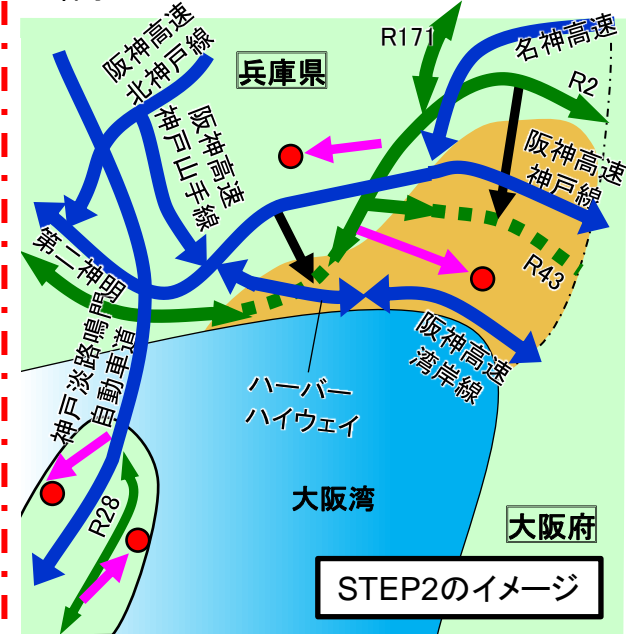 R171
名神高速
阪神高速
北神戸線
兵庫県
R2
阪神高速
神戸山手線
阪神高速
神戸線
第二神明
R43
神戸淡路鳴門
自動車道
阪神高速
湾岸線
ハーバー
ハイウェイ
R28
大阪湾
大阪府
STEP2のイメージ